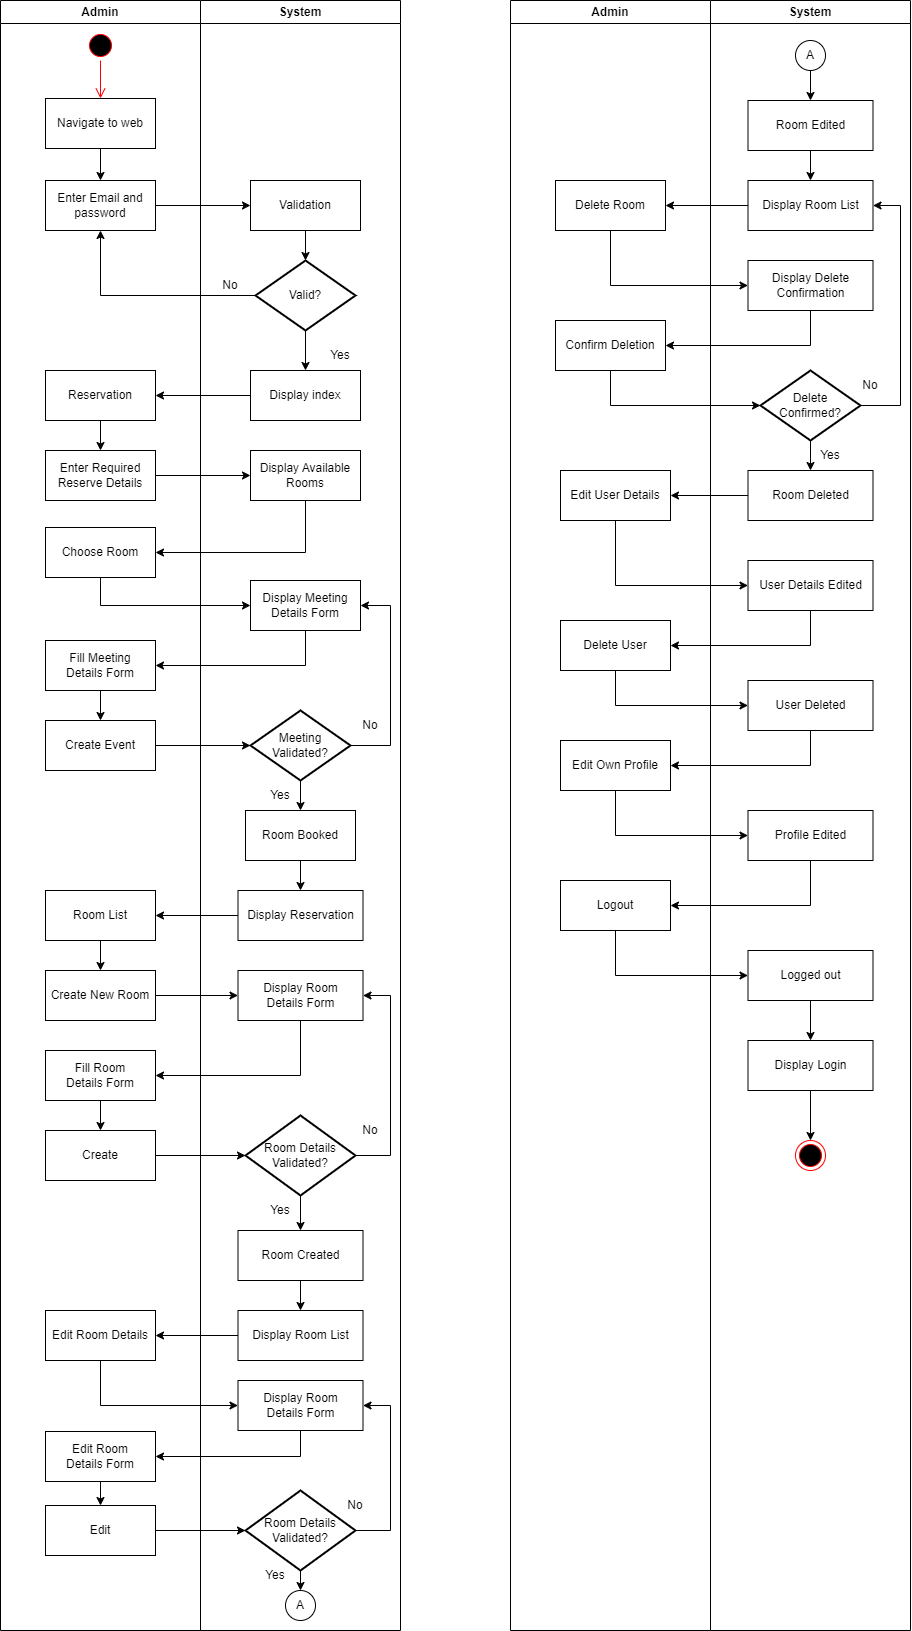 Admin
System
Navigate to web
Enter Email and
password
Validation
No
Valid?
Yes
Reservation
Display index
Enter Required
Reserve Details
Display Available
Rooms
Choose Room
Display Meeting
Details Form
Fill Meeting
Details Form
No
Create Event
Meeting
Validated?
Yes
Room Booked
Room List
Display Reservation
Create New Room
Display Room
Details Form
Fill Room
Details Form
No
Create
Room Details
Validated?
Yes
Room Created
Edit Room Details
Display Room List
Display Room
Details Form
Edit Room
Details Form
No
Edit
Room Details
Validated?
Yes
A
Admin
System
A
Room Edited
Delete Room
Display Room List
Display Delete
Confirmation
Confirm Deletion
No
Delete
Confirmed?
Yes
Edit User Details
Room Deleted
User Details Edited
Delete User
User Deleted
Edit Own Profile
Profile Edited
Logout
Logged out
Display Login